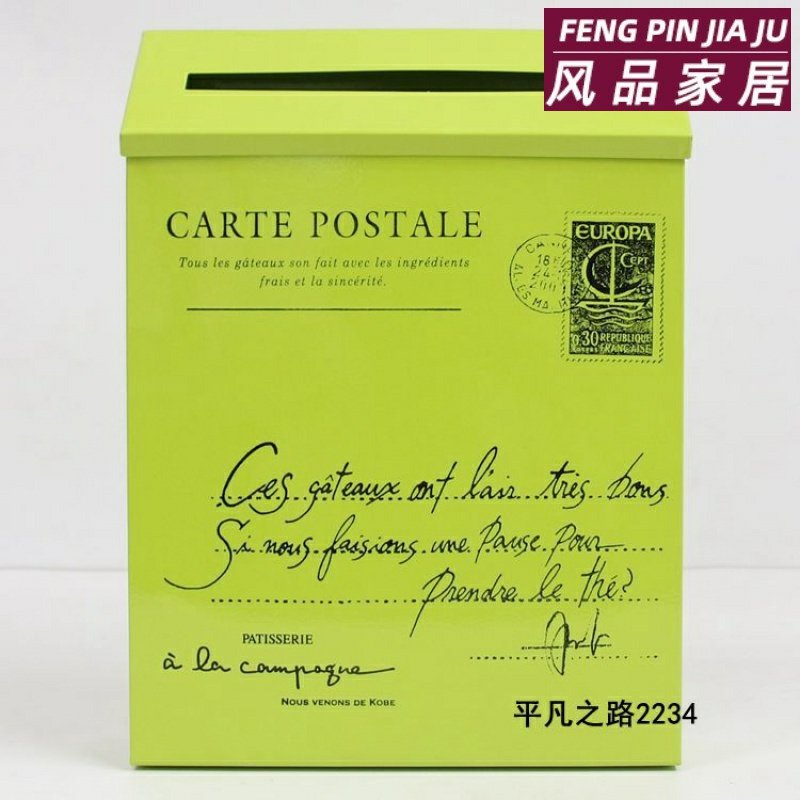 FENG PIN JIA JU
风品家居
CARTE POSTALE
Tous les gâteaux son fait avec les ingrédients
frais et la sincérité.
EUROPA
CEPT
0,30 REPUBLIQUE
POSTES FRANÇAISE
Ces gâteaux ont l'air très bons
Si nous faisions une Pause Pour
Prendre le thé?
PATISSERIE
à la campagne
NOUS VENONS DE KOBE
平凡之路2234